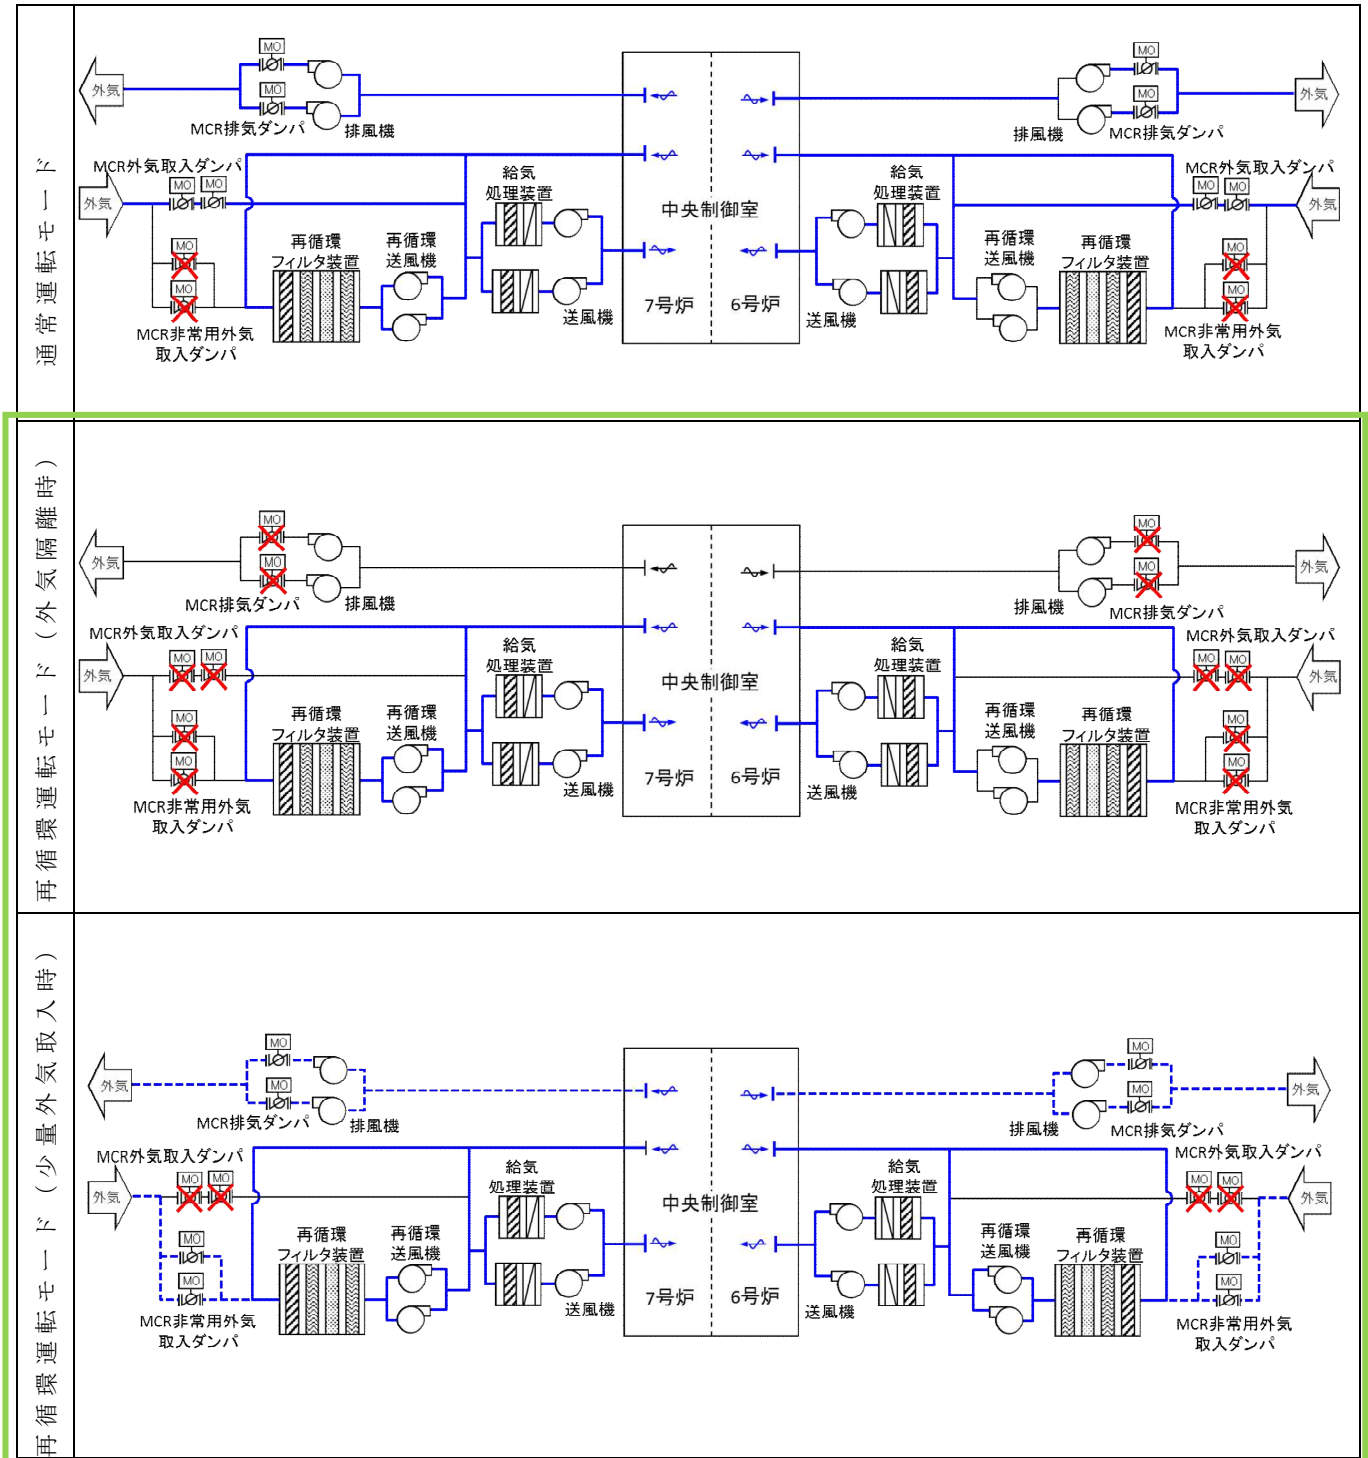 通常運転モード
MO
MO
外気
MCR排気ダンパ
排風機
MCR外気取入ダンパ
MO
MO
外気
MO
MO
再循環
フィルタ装置
再循環
送風機
給気
処理装置
送風機
MCR非常用外気
取入ダンパ
中央制御室
7号炉
6号炉
MO
MO
外気
排風機
MCR排気ダンパ
MCR外気取入ダンパ
MO
MO
外気
給気
処理装置
送風機
再循環
送風機
再循環
フィルタ装置
MO
MO
MCR非常用外気
取入ダンパ
再循環運転モード(外気隔離時)
MO
MO
外気
MCR排気ダンパ
排風機
MCR外気取入ダンパ
MO
MO
外気
MO
MO
再循環
フィルタ装置
再循環
送風機
給気
処理装置
送風機
MCR非常用外気
取入ダンパ
中央制御室
7号炉
6号炉
MO
MO
外気
排風機
MCR排気ダンパ
MCR外気取入ダンパ
MO
MO
外気
給気
処理装置
送風機
再循環
送風機
再循環
フィルタ装置
MO
MO
MCR非常用外気
取入ダンパ
再循環運転モード(少量外気取入時)
MO
MO
外気
MCR排気ダンパ
排風機
MCR外気取入ダンパ
MO
MO
外気
MO
MO
再循環
フィルタ装置
再循環
送風機
給気
処理装置
送風機
MCR非常用外気
取入ダンパ
中央制御室
7号炉
6号炉
MO
MO
外気
排風機
MCR排気ダンパ
MCR外気取入ダンパ
MO
MO
外気
給気
処理装置
送風機
再循環
送風機
再循環
フィルタ装置
MO
MO
MCR非常用外気
取入ダンパ